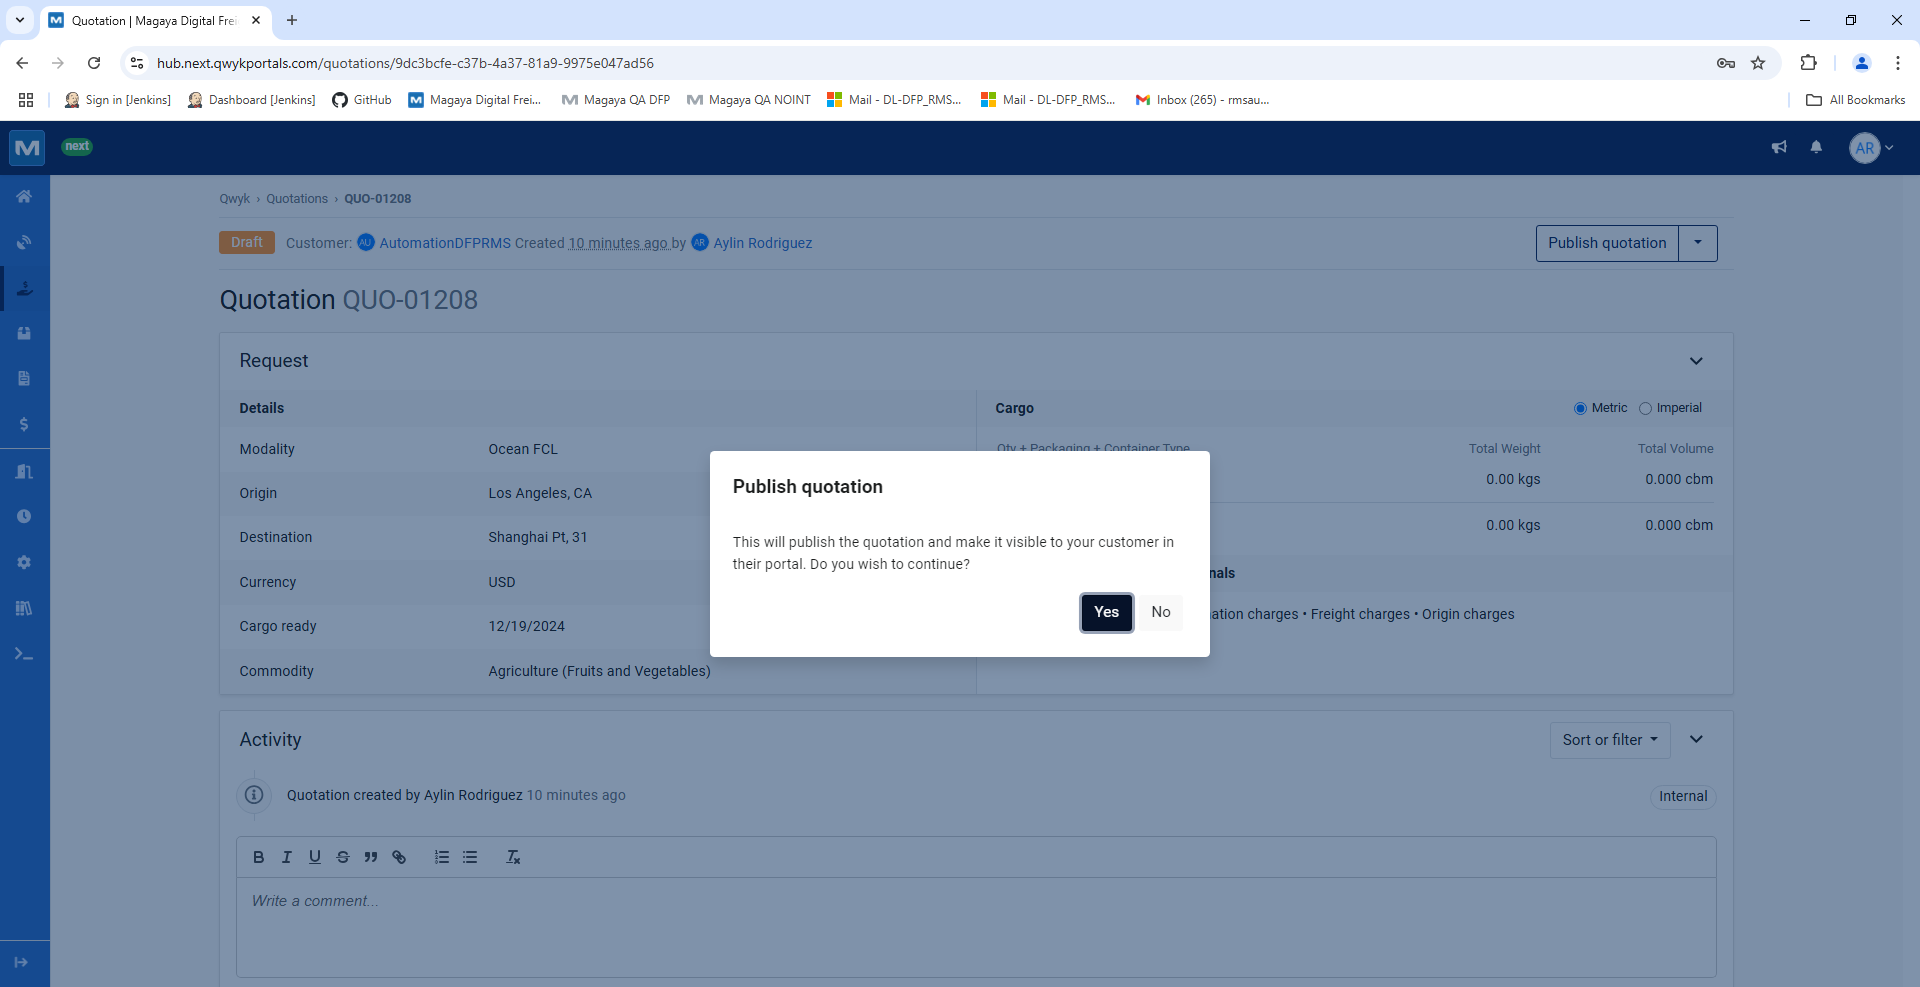 Quotation | Magaya Digital Frei
hub.next.qwykportals.com/quotations/9dc3bcfe-c37b-4a37-81a9-9975e047ad56
Sign in [Jenkins]
Dashboard [Jenkins]
GitHub
Magaya Digital Frei...
Magaya QA DFP
Magaya QA NOINT
Mail - DL-DFP_RMS...
Mail - DL-DFP_RMS...
Inbox (265) - rmsau...
All Bookmarks
next
AR
Qwyk › Quotations › QUO-01208
Draft
Customer: AU AutomationDFPRMS Created 10 minutes ago by AR Aylin Rodriguez
Publish quotation
Quotation QUO-01208
Request
Details
Modality Ocean FCL
Origin Los Angeles, CA
Destination Shanghai Pt, 31
Currency USD
Cargo ready 12/19/2024
Commodity Agriculture (Fruits and Vegetables)
Cargo
Metric Imperial
Qty + Packaging + Container Type Total Weight Total Volume
0.00 kgs 0.000 cbm
0.00 kgs 0.000 cbm
nals
ation charges • Freight charges • Origin charges
Publish quotation
This will publish the quotation and make it visible to your customer in
their portal. Do you wish to continue?
Yes
No
Activity
Sort or filter
Quotation created by Aylin Rodriguez 10 minutes ago
Internal
Write a comment...